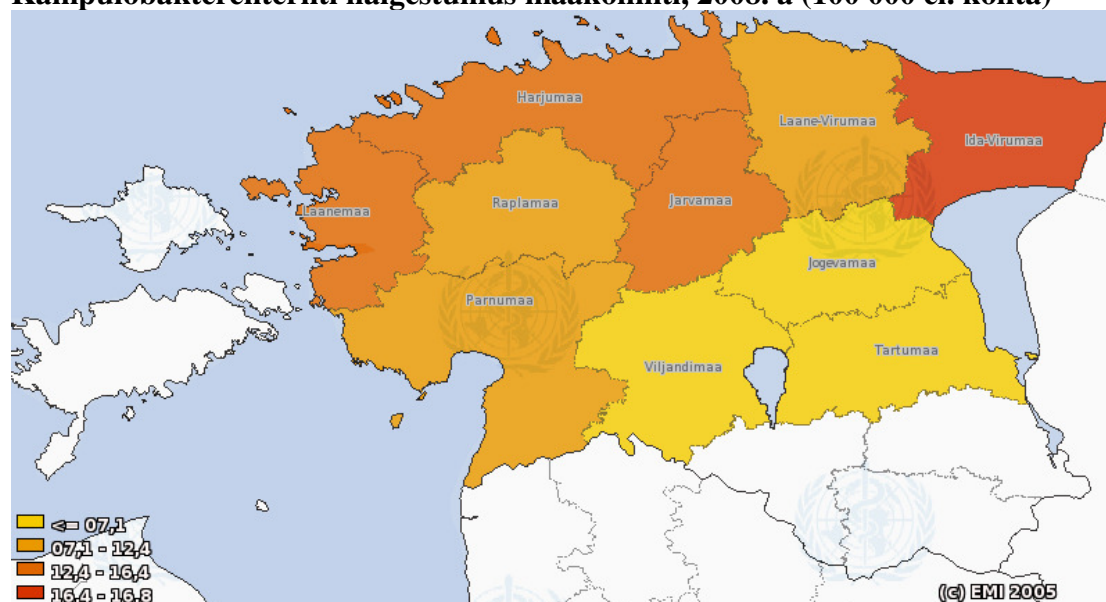 Kampülobakterenteriiti haigestumus maakonniti, 2008. a (100 000 el. kohta)
Harjumaa
Laane-Virumaa
Ida-Virumaa
Laanemaa
Raplamaa
Jarvamaa
Jogevamaa
Parnumaa
Tartumaa
Viljandimaa
<= 07,1
07,1 - 12,4
12,4 - 16,4
16,4 - 16,8
(c) EMI 2005